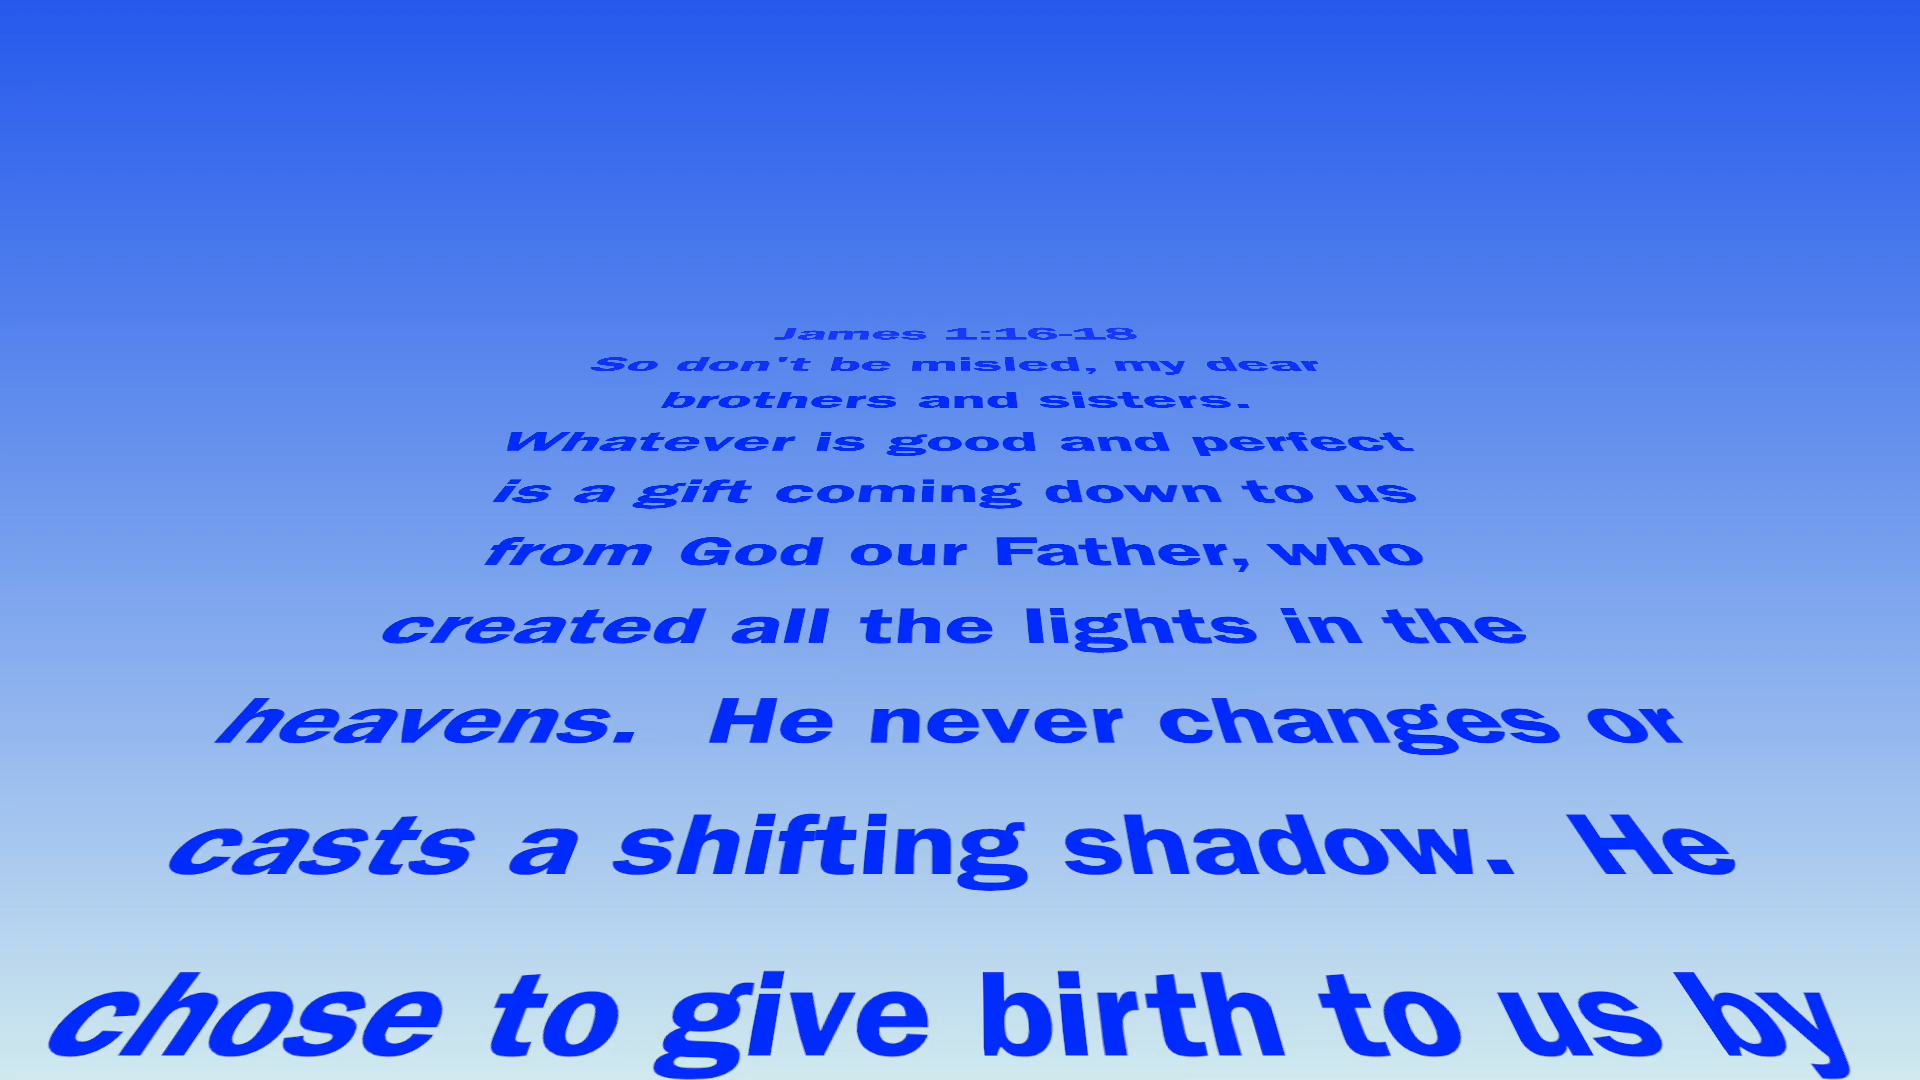 James 1:16-18
So don't be misled, my dear
brothers and sisters.
Whatever is good and perfect
is a gift coming down to us
from God our Father, who
created all the lights in the
heavens.  He never changes or
casts a shifting shadow.  He
chose to give birth to us by